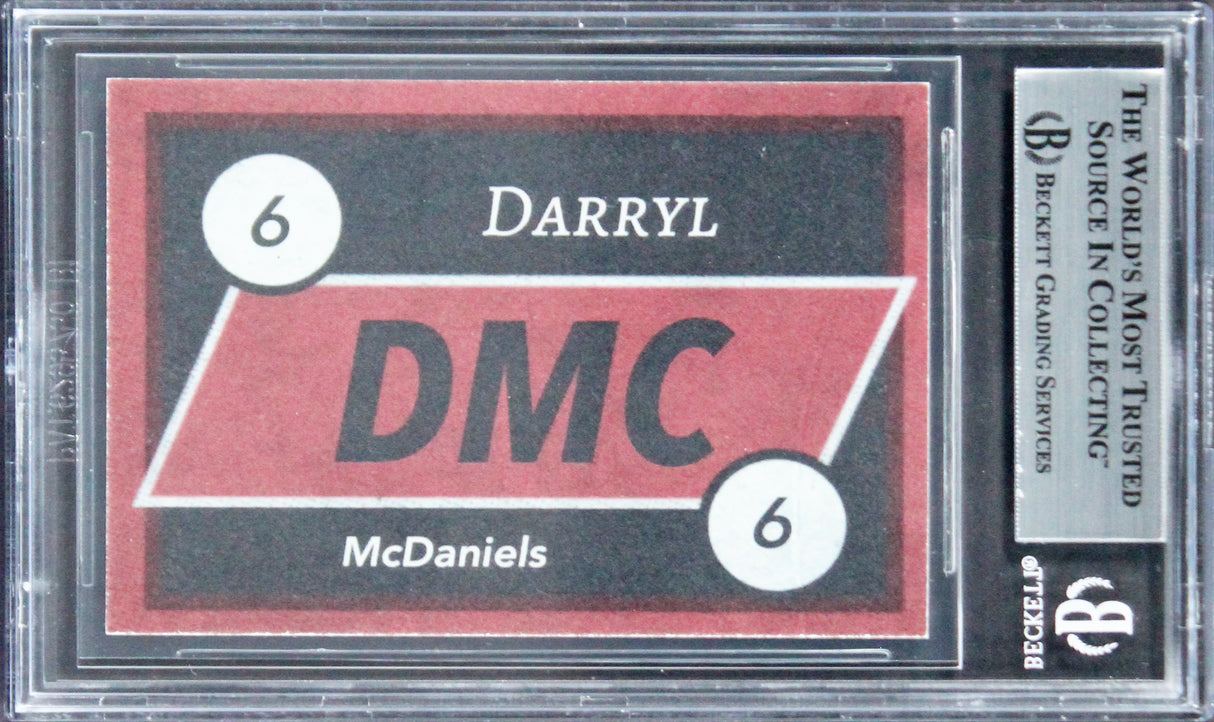 6
DARRYL
DMC
McDaniels
6
THE WORLD'S MOST TRUSTED
SOURCE IN COLLECTING™
B BECKETT GRADING SERVICES
BECKETT®
B